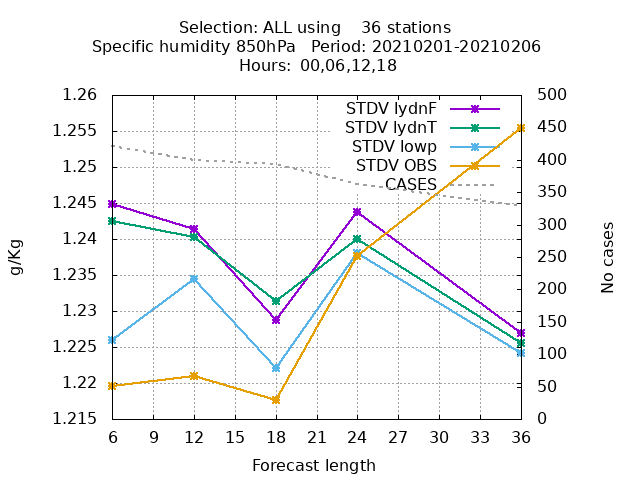 Selection: ALL using    36 stations
Specific humidity 850hPa   Period: 20210201-20210206
Hours:  00,06,12,18
1.26
1.255
1.25
1.245
1.24
1.235
1.23
1.225
1.22
1.215
g/Kg
500
450
400
350
300
250
200
150
100
50
0
No cases
STDV IydnF
STDV IydnT
STDV lowp
STDV OBS
CASES
6 9 12 15 18 21 24 27 30 33 36
Forecast length